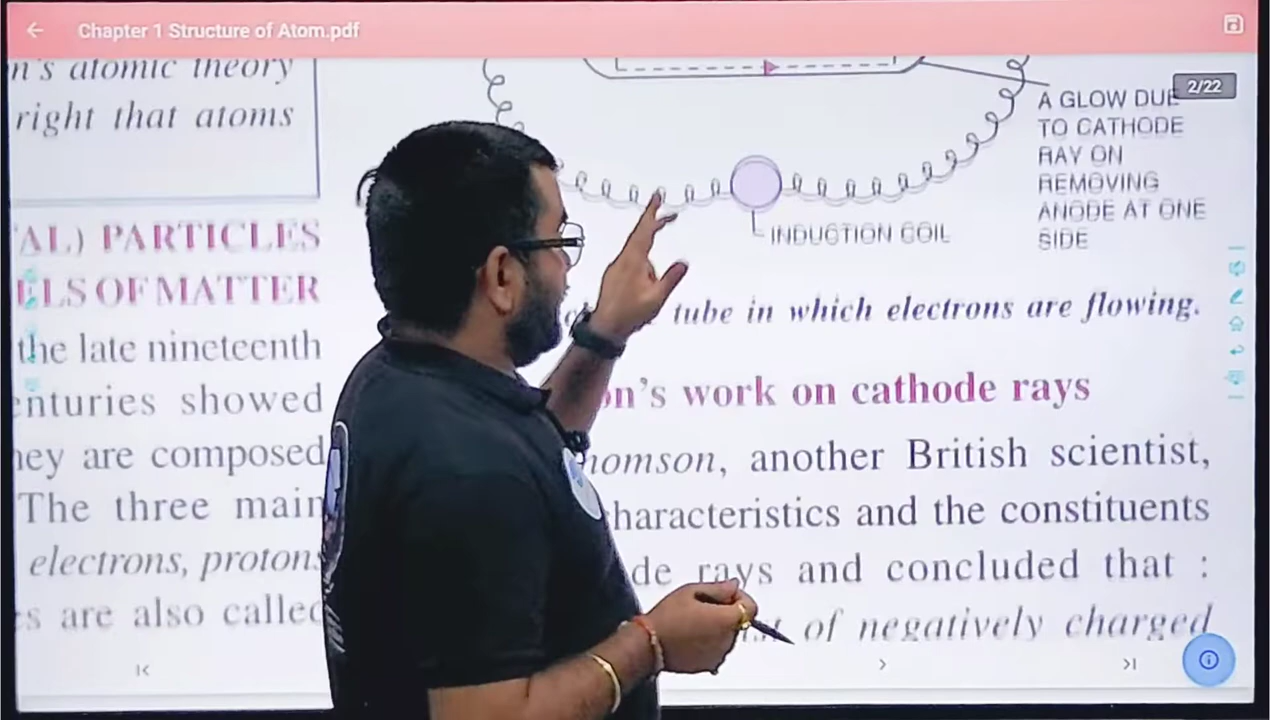 Chapter 1 Structure of Atom.pdf
n's atomic theory
right that atoms
AL) PARTICLES
ELS OF MATTER
the late nineteenth
enturies showed
hey are composed
The three main
electrons, protons
s are also called
2/22
A GLOW DUE
TO CATHODE
RAY ON
REMOVING
ANODE AT ONE
SIDE
INDUCTION COIL
tube in which electrons are flowing.
on's work on cathode rays
homson, another British scientist,
characteristics and the constituents
de rays and concluded that :
of negatively charged